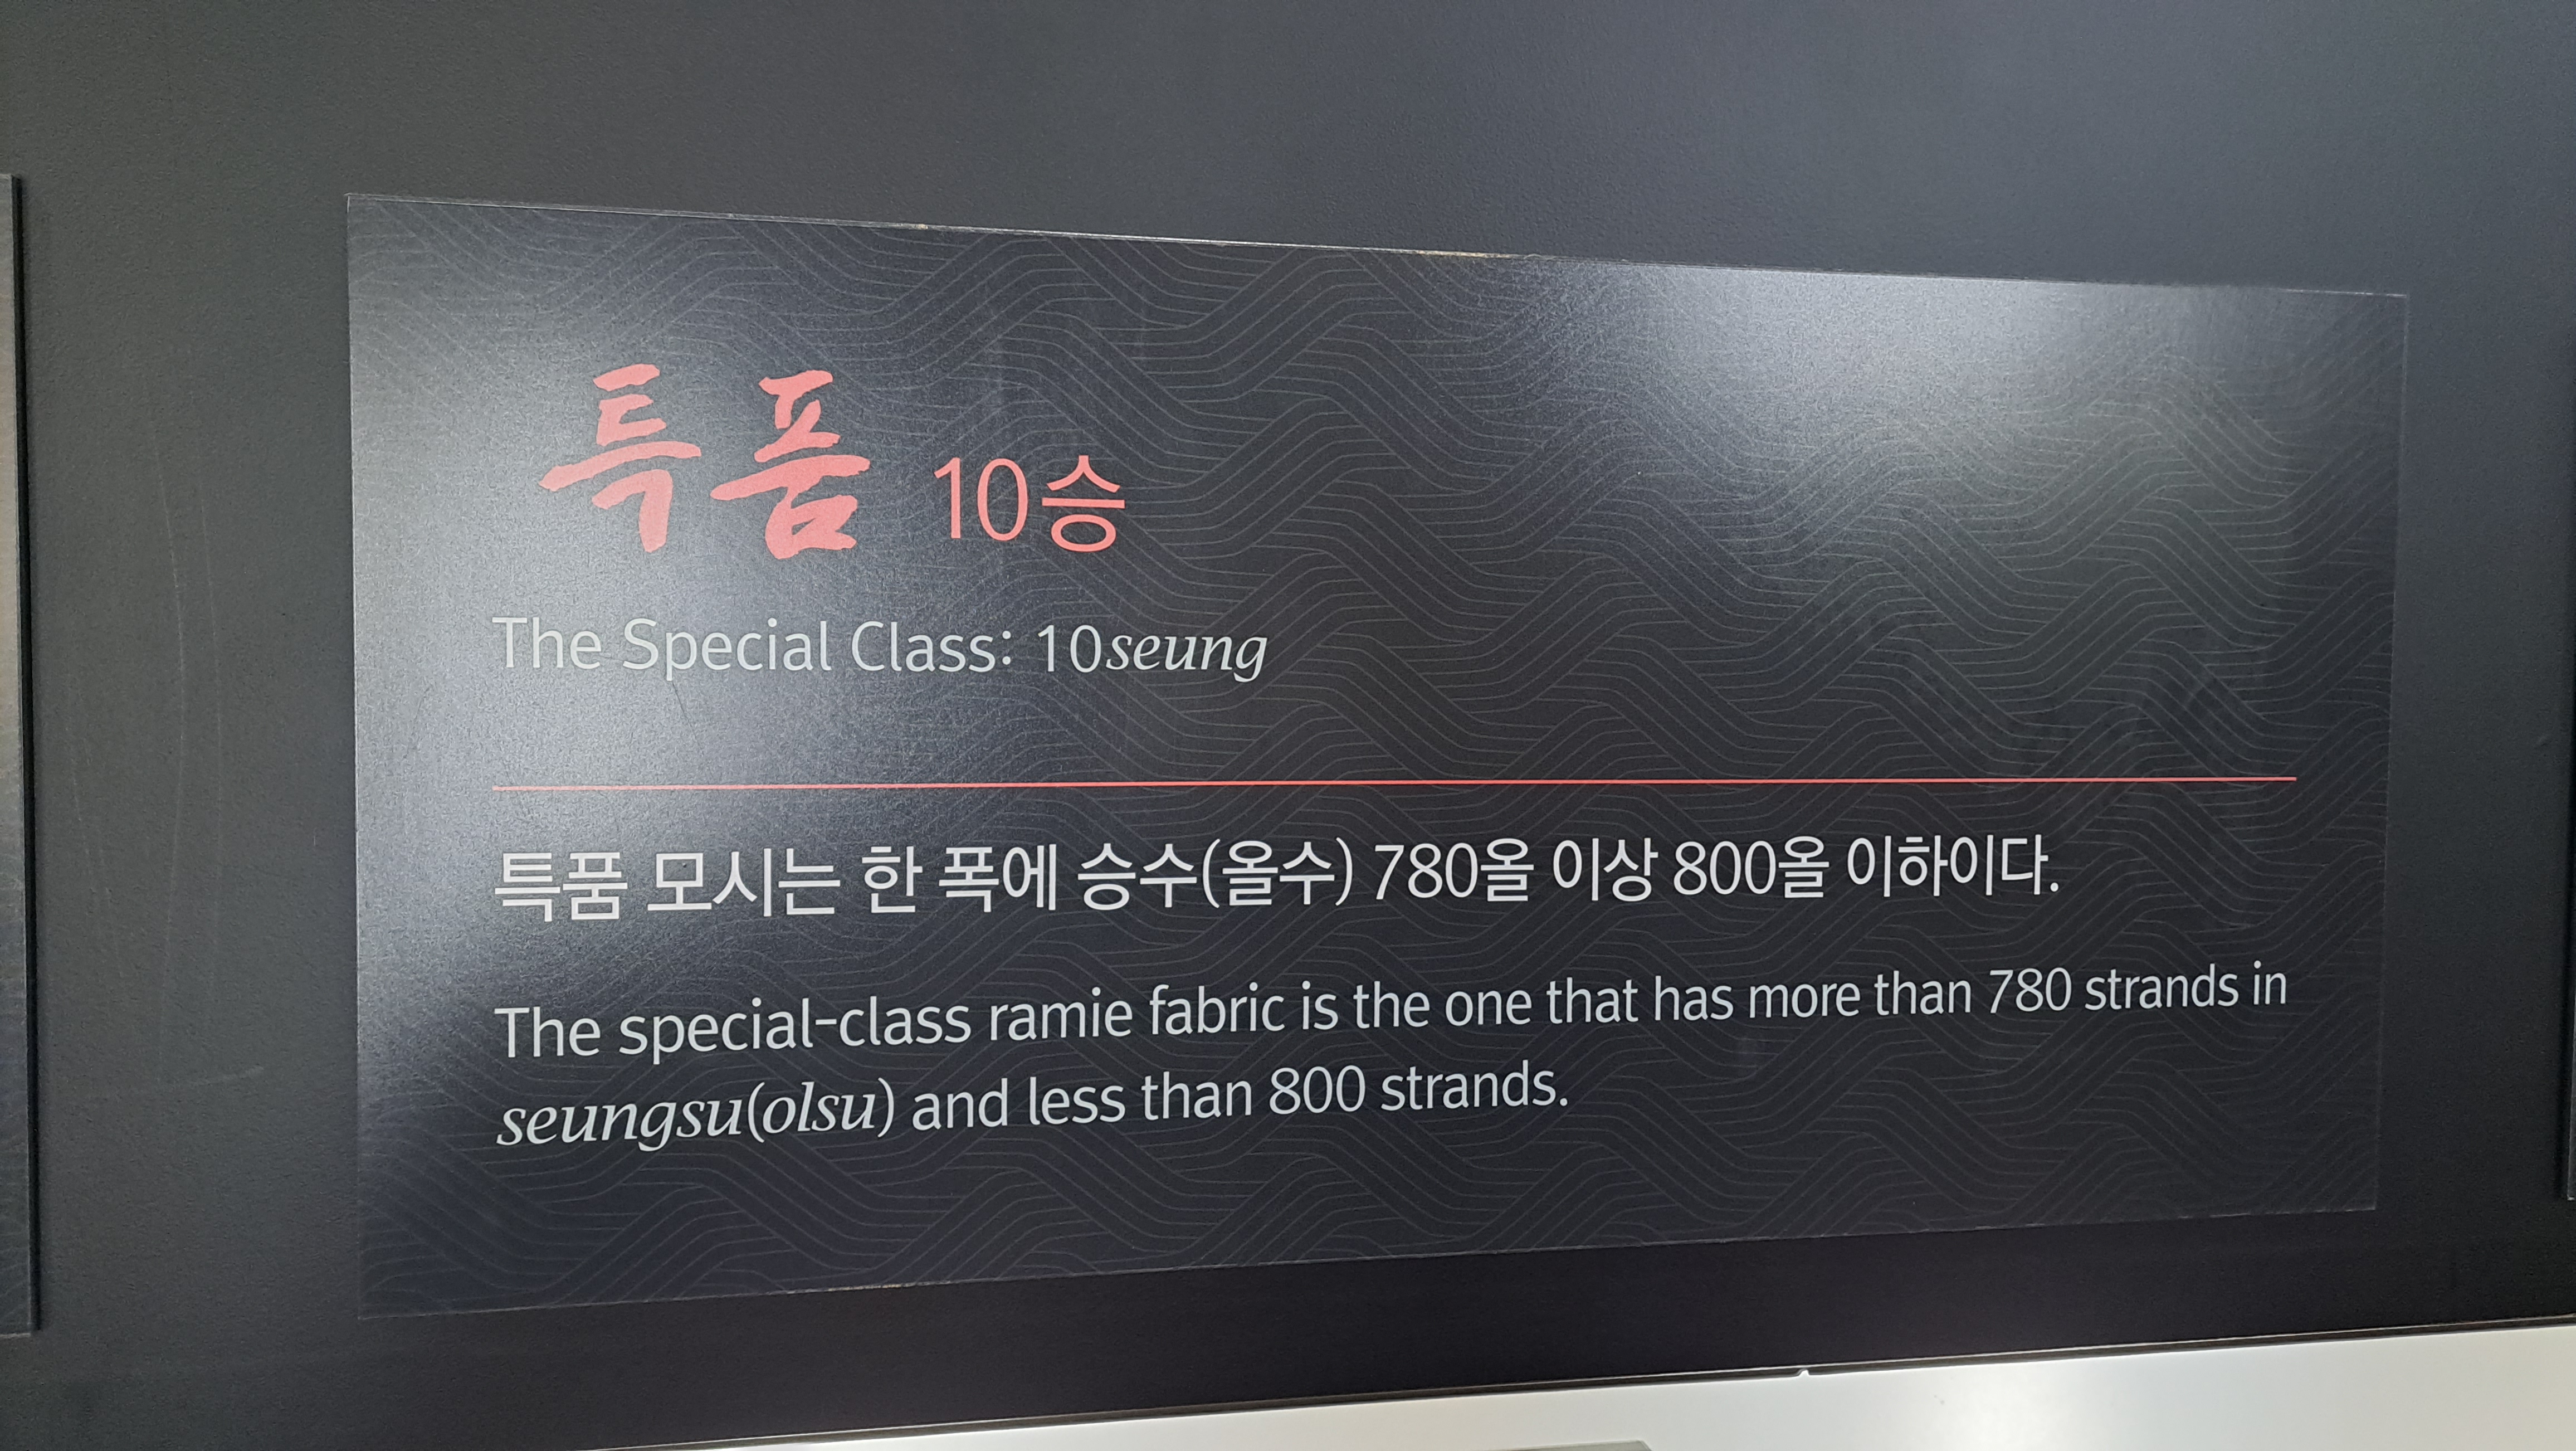 특품 10승
The Special Class: 10seung
특품 모시는 한 폭에 승수(올수) 780올 이상 800올 이하이다.
The special-class ramie fabric is the one that has more than 780 strands in
seungsu(olsu) and less than 800 strands.